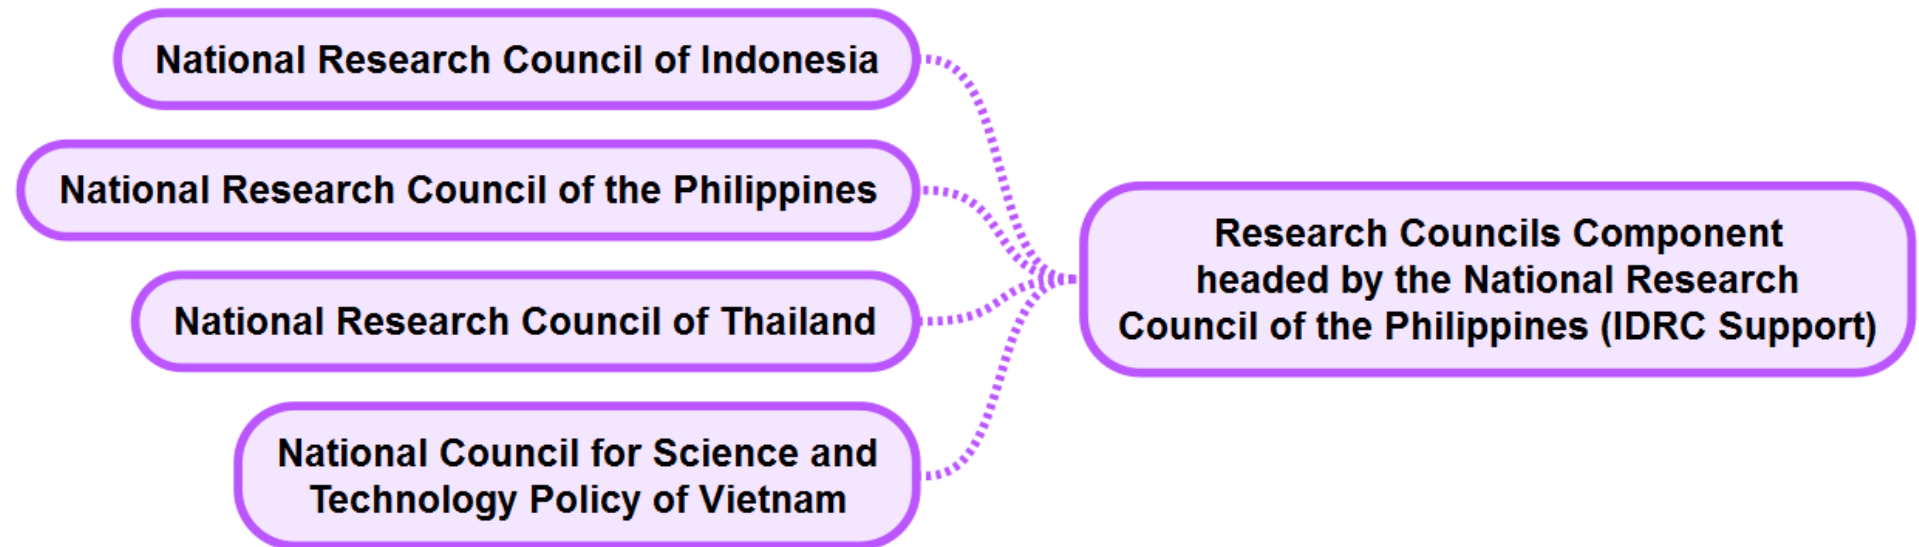 National Research Council of Indonesia
National Research Council of the Philippines
National Research Council of Thailand
National Council for Science and
Technology Policy of Vietnam
Research Councils Component
headed by the National Research
Council of the Philippines (IDRC Support)